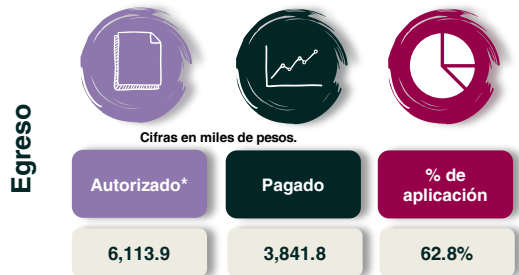 Egreso
Cifras en miles de pesos.
Autorizado*
Pagado
% de
aplicación
6,113.9
3,841.8
62.8%